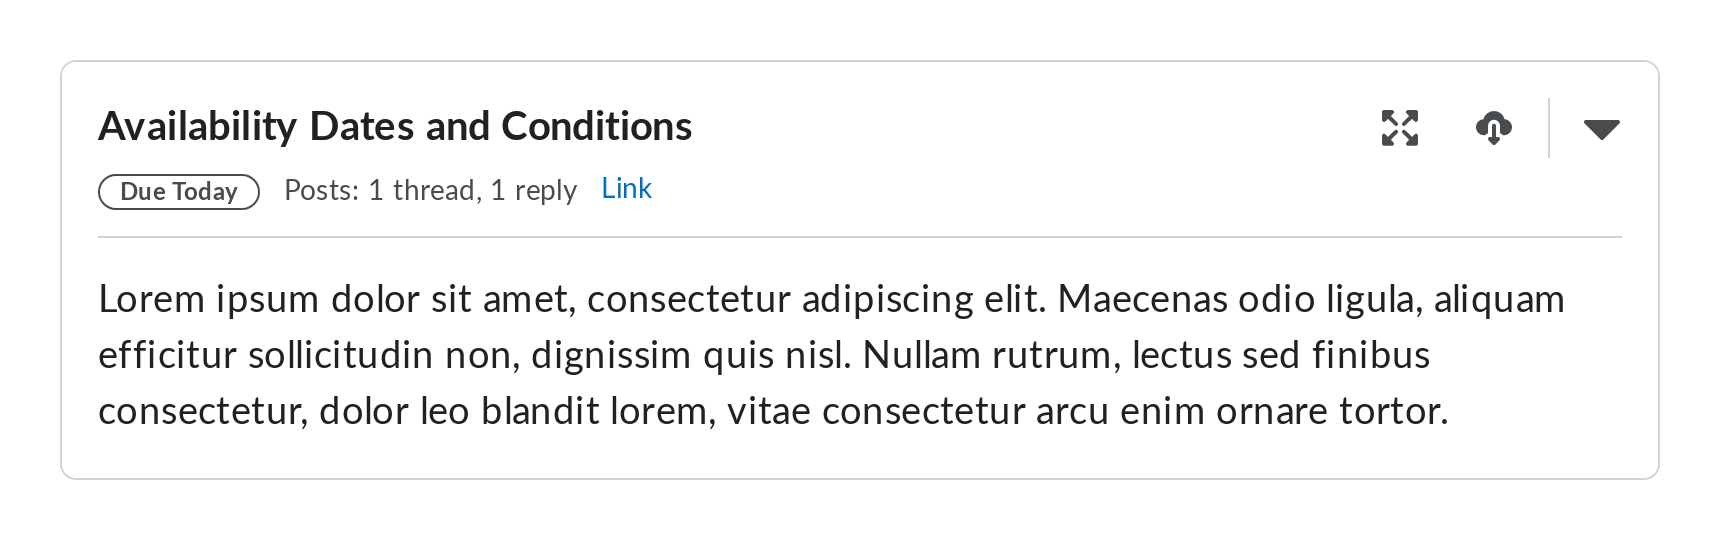 Availability Dates and Conditions
Due Today Posts: 1 thread, 1 reply Link
Lorem ipsum dolor sit amet, consectetur adipiscing elit. Maecenas odio ligula, aliquam
efficitur sollicitudin non, dignissim quis nisl. Nullam rutrum, lectus sed finibus
consectetur, dolor leo blandit lorem, vitae consectetur arcu enim ornare tortor.